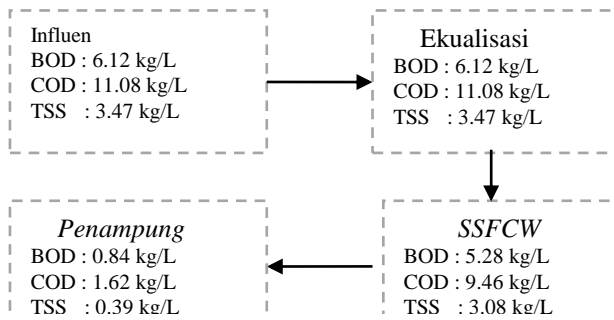 Influen
BOD : 6.12 kg/L
COD : 11.08 kg/L
TSS : 3.47 kg/L
Ekualisasi
BOD : 6.12 kg/L
COD : 11.08 kg/L
TSS : 3.47 kg/L
Penampung
BOD : 0.84 kg/L
COD : 1.62 kg/L
TSS : 0.39 kg/L
SSFCW
BOD : 5.28 kg/L
COD : 9.46 kg/L
TSS : 3.08 kg/L